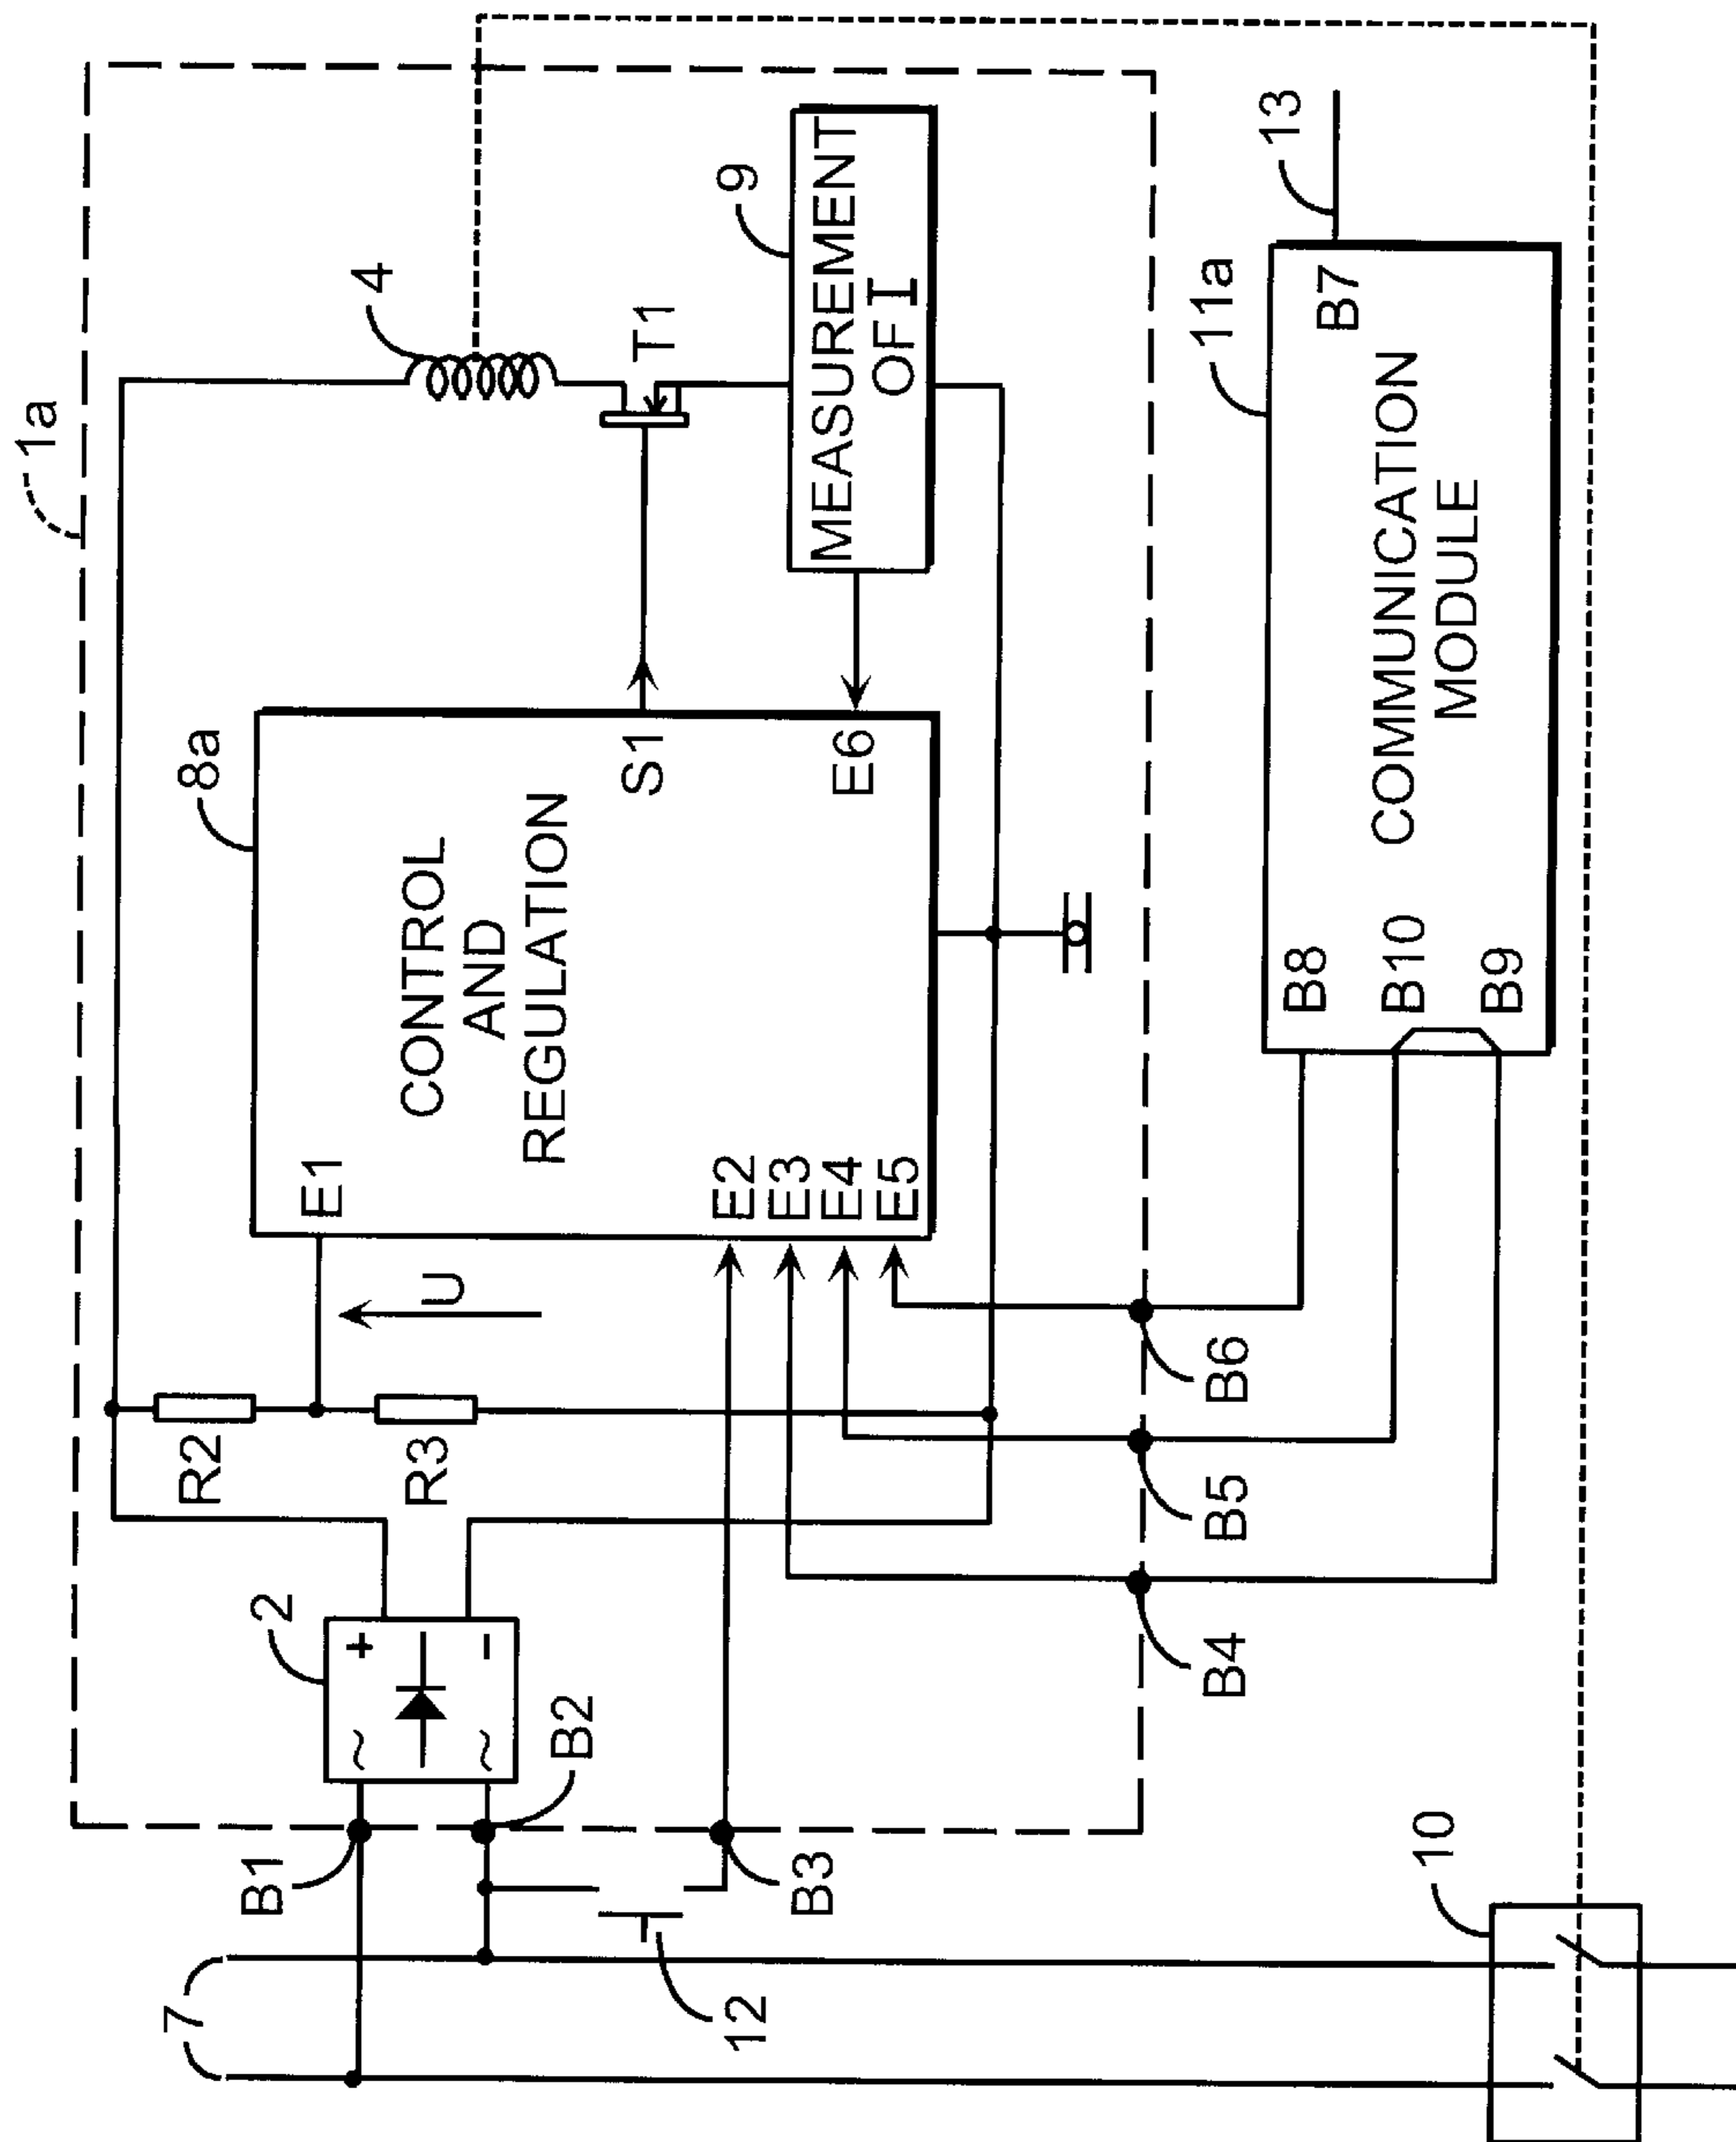 1a
4
T1
9
MEASUREMENT
OF I
13
8a
CONTROL
AND
REGULATION
S1
E6
E1
E2
E3
E4
E5
U
R2
R3
2
+
−
~
~
B1
B2
B3
B4
B5
B6
7
12
10
11a
COMMUNICATION
MODULE
B7
B8
B10
B9